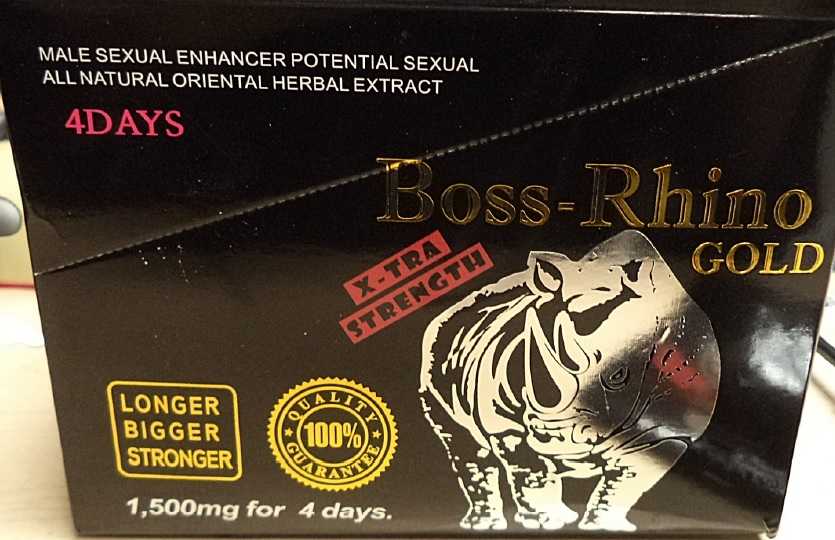 MALE SEXUAL ENHANCER POTENTIAL SEXUAL
ALL NATURAL ORIENTAL HERBAL EXTRACT
4DAYS
Boss-Rhino
GOLD
X-TRA
STRENGTH
LONGER
BIGGER
STRONGER
QUALITY
100%
GUARANTEE
1,500mg for 4 days.